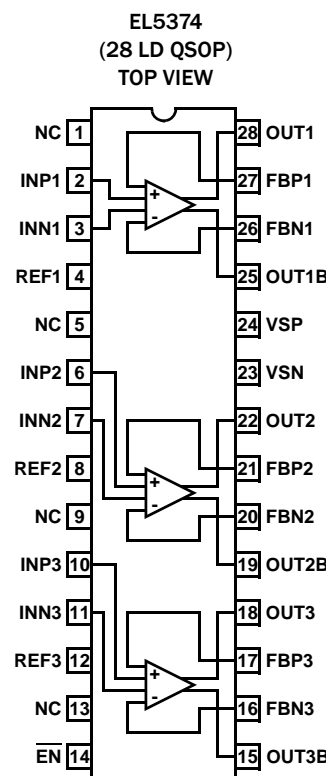 EL5374
(28 LD QSOP)
TOP VIEW
NC 1
28 OUT1
INP1 2
27 FBP1
INN1 3
26 FBN1
REF1 4
25 OUT1B
NC 5
24 VSP
INP2 6
23 VSN
INN2 7
22 OUT2
REF2 8
21 FBP2
NC 9
20 FBN2
INP3 10
19 OUT2B
INN3 11
18 OUT3
REF3 12
17 FBP3
NC 13
16 FBN3
E̅N̅ 14
15 OUT3B
+
-
+
-
+
-